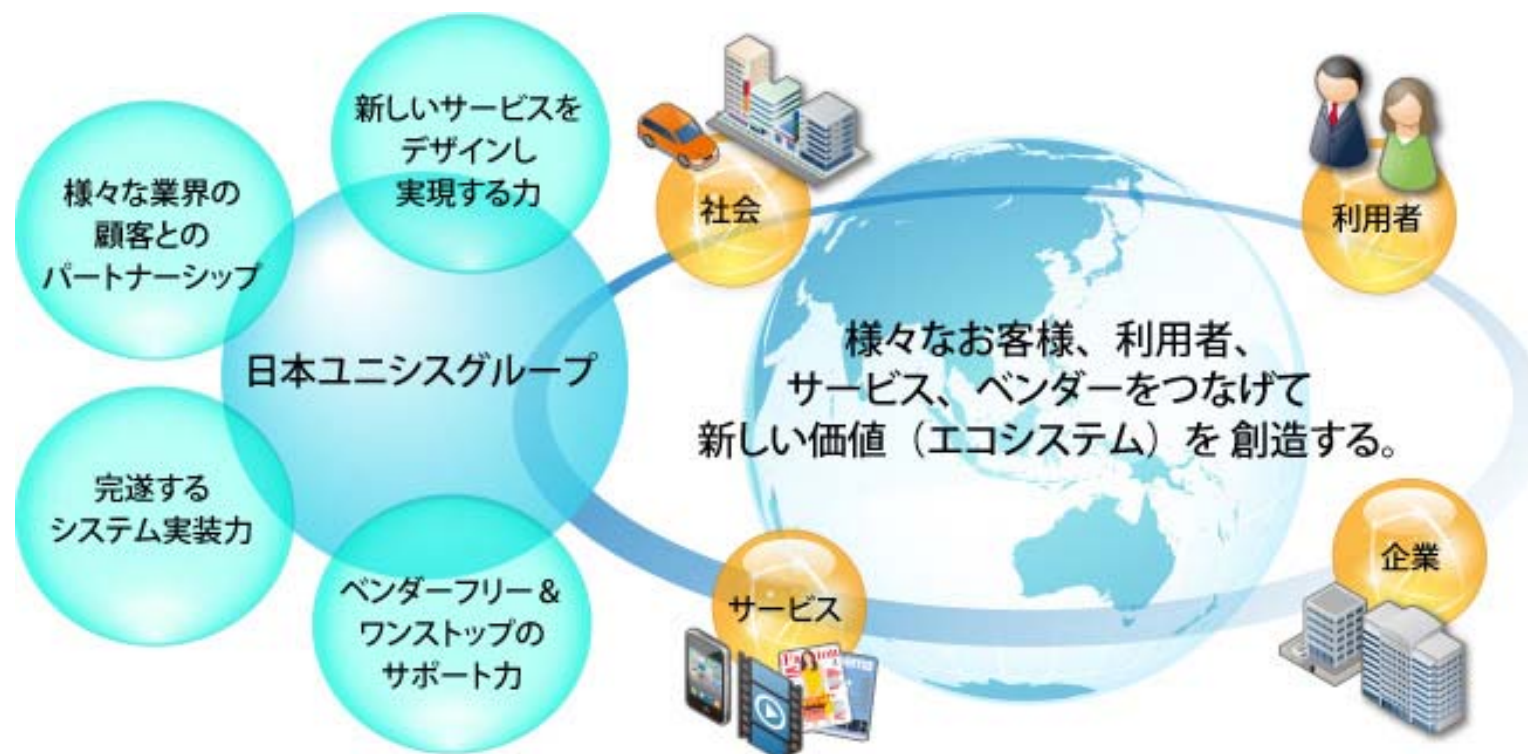 新しいサービスを
デザインし
実現する力
様々な業界の
顧客との
パートナーシップ
日本ユニシスグループ
完遂する
システム実装力
ベンダーフリー＆
ワンストップの
サポート力
社会
利用者
様々なお客様、利用者、
サービス、ベンダーをつなげて
新しい価値（エコシステム）を 創造する。
サービス
企業